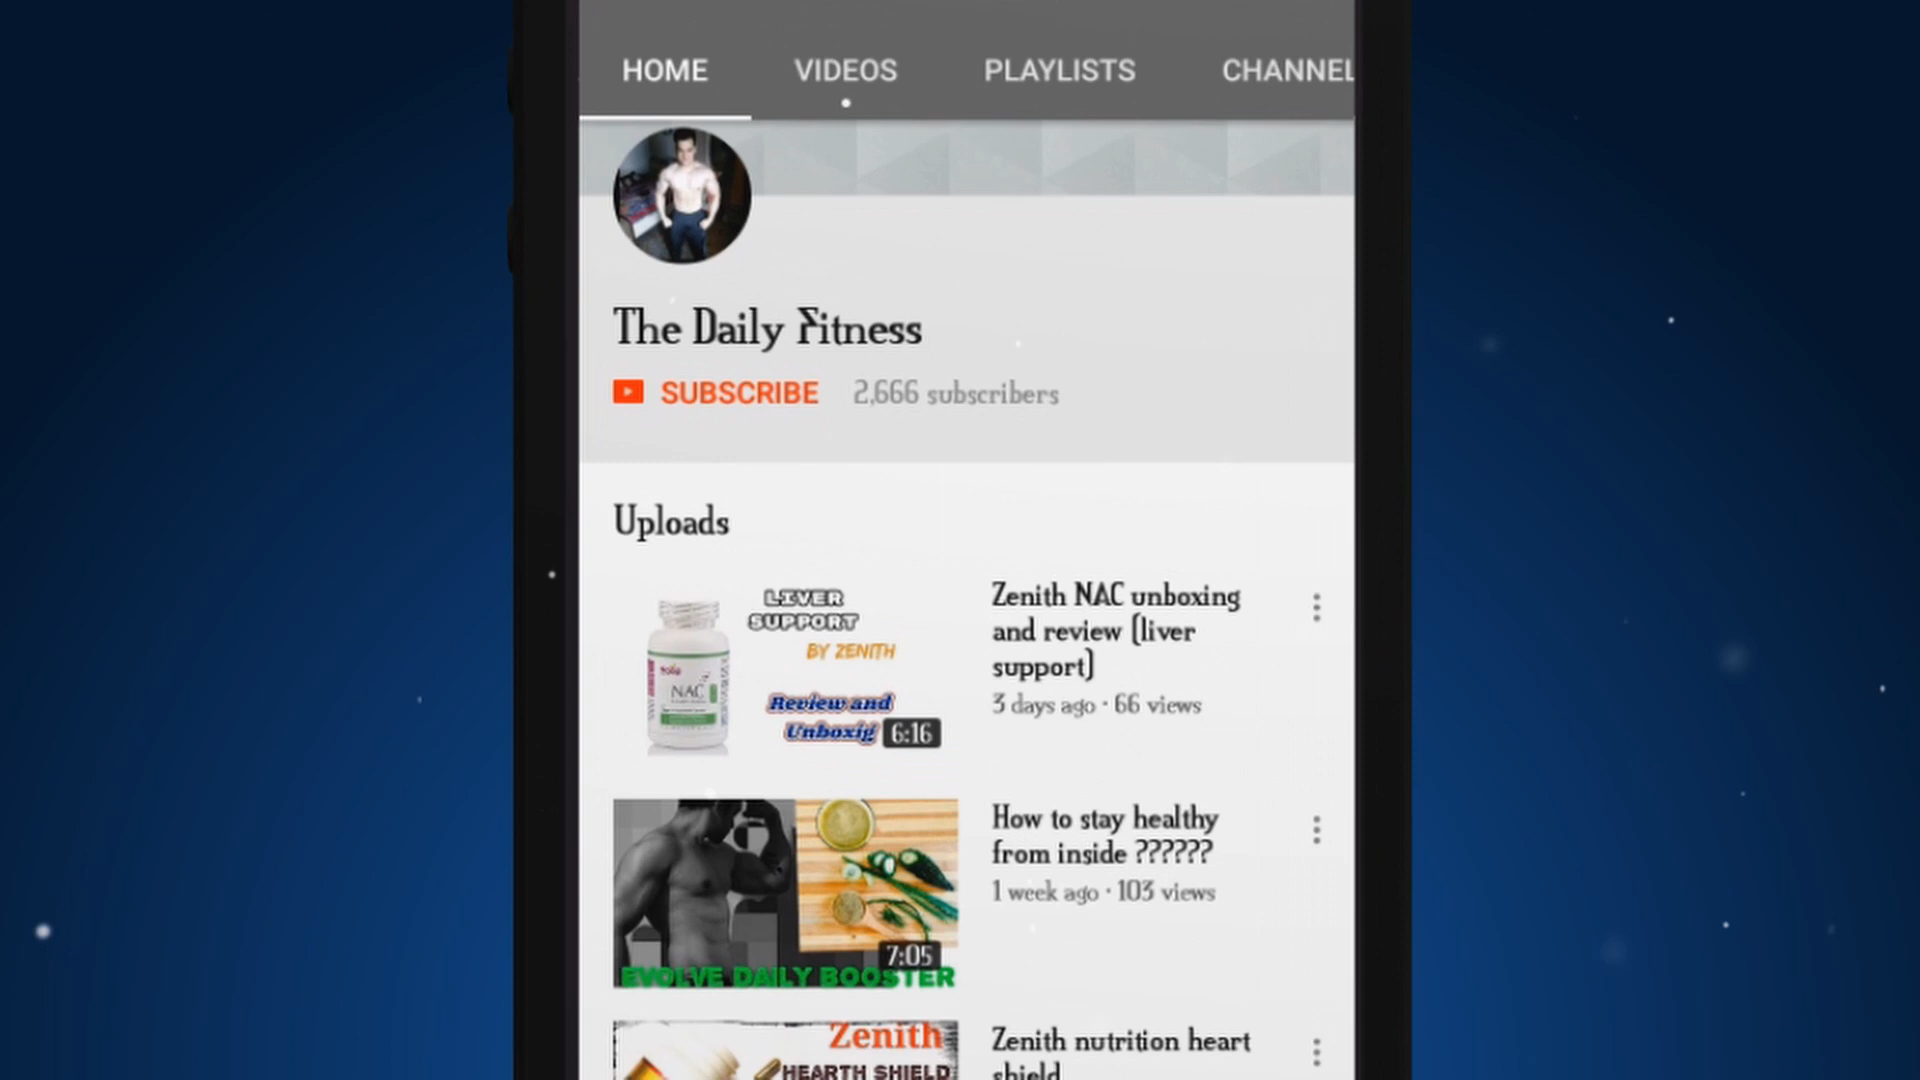 HOME VIDEOS PLAYLISTS CHANNEL
The Daily Fitness
SUBSCRIBE 2,666 subscribers
Uploads
LIVER
SUPPORT
BY ZENITH
NAC
Review and
Unboxig
6:16
Zenith NAC unboxing
and review (liver
support)
3 days ago · 66 views
7:05
EVOLVE DAILY BOOSTER
How to stay healthy
from inside ??????
1 week ago · 103 views
Zenith
HEARTH SHIELD
Zenith nutrition heart
shield